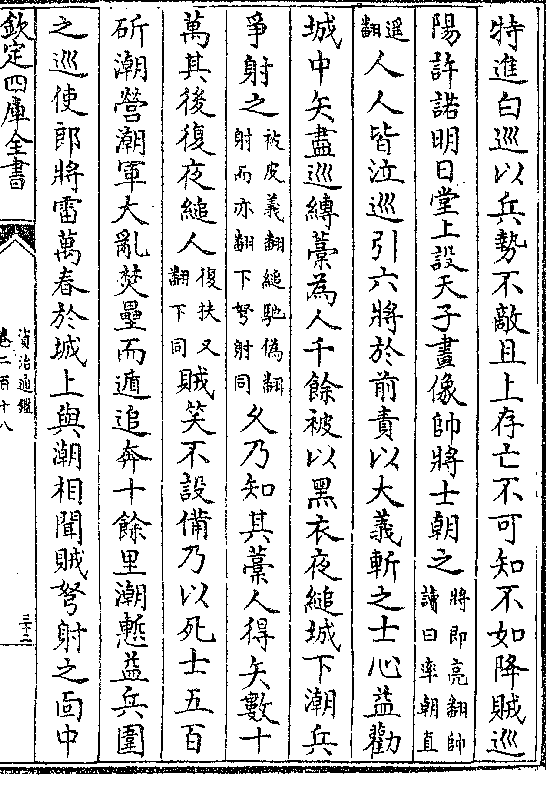 特進白巡以兵勢不敵且上存亡不可知不如降賊巡
陽許諾明日堂上設天子畫像帥將士朝之將即亮翻帥讀曰率朝直
遥翻人人皆泣巡引六將於前責以大義斬之士心益勸
城中矢盡巡縛藁為人千餘被以黑衣夜縋城下潮兵
爭射之被皮義翻縋馳偽翻射而亦翻下弩射同久乃知其藁人得矢數十
萬其後復夜縋人復扶又翻下同賊笑不設備乃以死士五百
斫潮營潮軍大亂焚壘而遁追奔十餘里潮慙益兵圍
之巡使郎將雷萬春於城上與潮相聞賊弩射之面中
欽定四庫全書
資治通鑑
卷二百十八